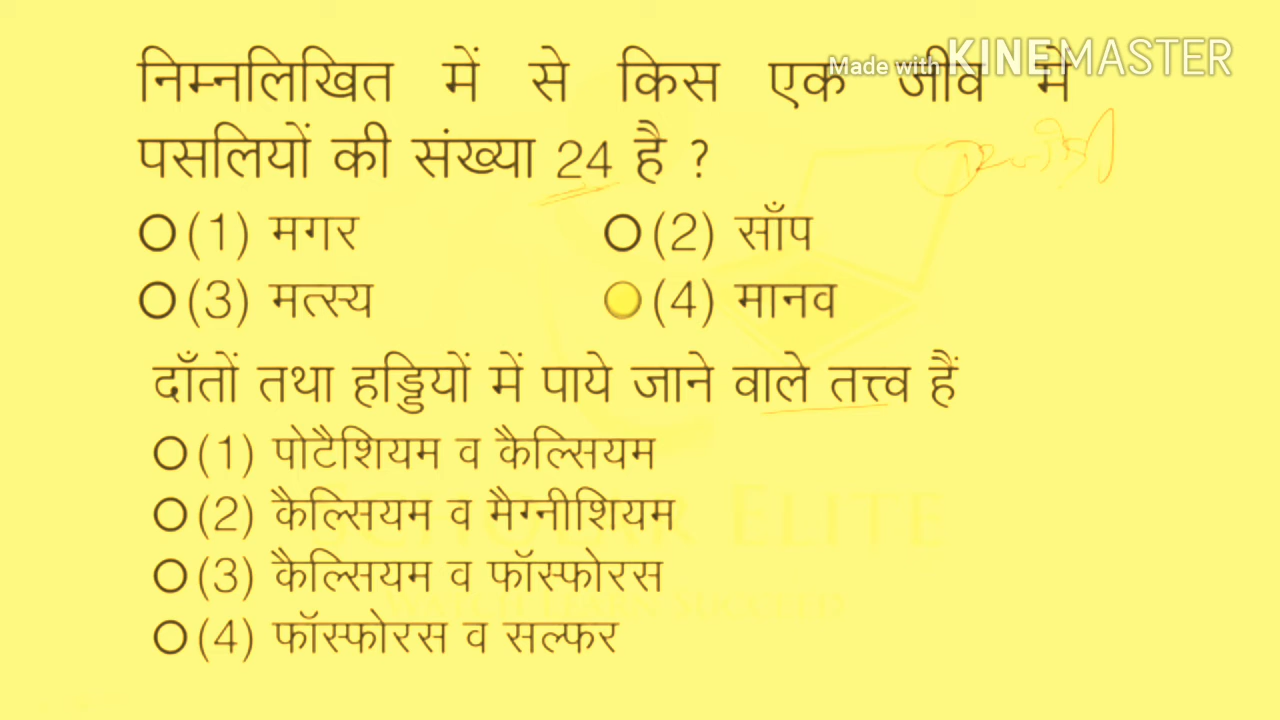 Made with KINEMASTER
निम्नलिखित में से किस एक जीव में
पसलियों की संख्या 24 है ?
(1) मगर (2) साँप
(3) मत्स्य (4) मानव
दाँतों तथा हड्डियों में पाये जाने वाले तत्त्व हैं
(1) पोटैशियम व कैल्सियम
(2) कैल्सियम व मैग्नीशियम
ELITE
(3) कैल्सियम व फॉस्फोरस
(4) फॉस्फोरस व सल्फर